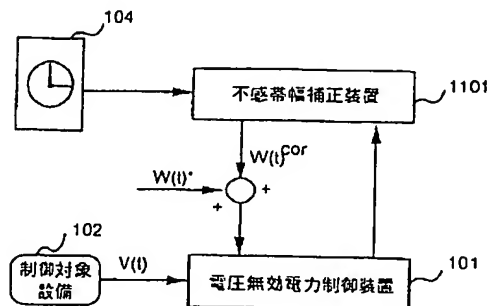 104
不感帯幅補正装置
1101
W(t)cor
W(t)*
+
+
102
制御対象
設備
V(t)
電圧無効電力制御装置
101